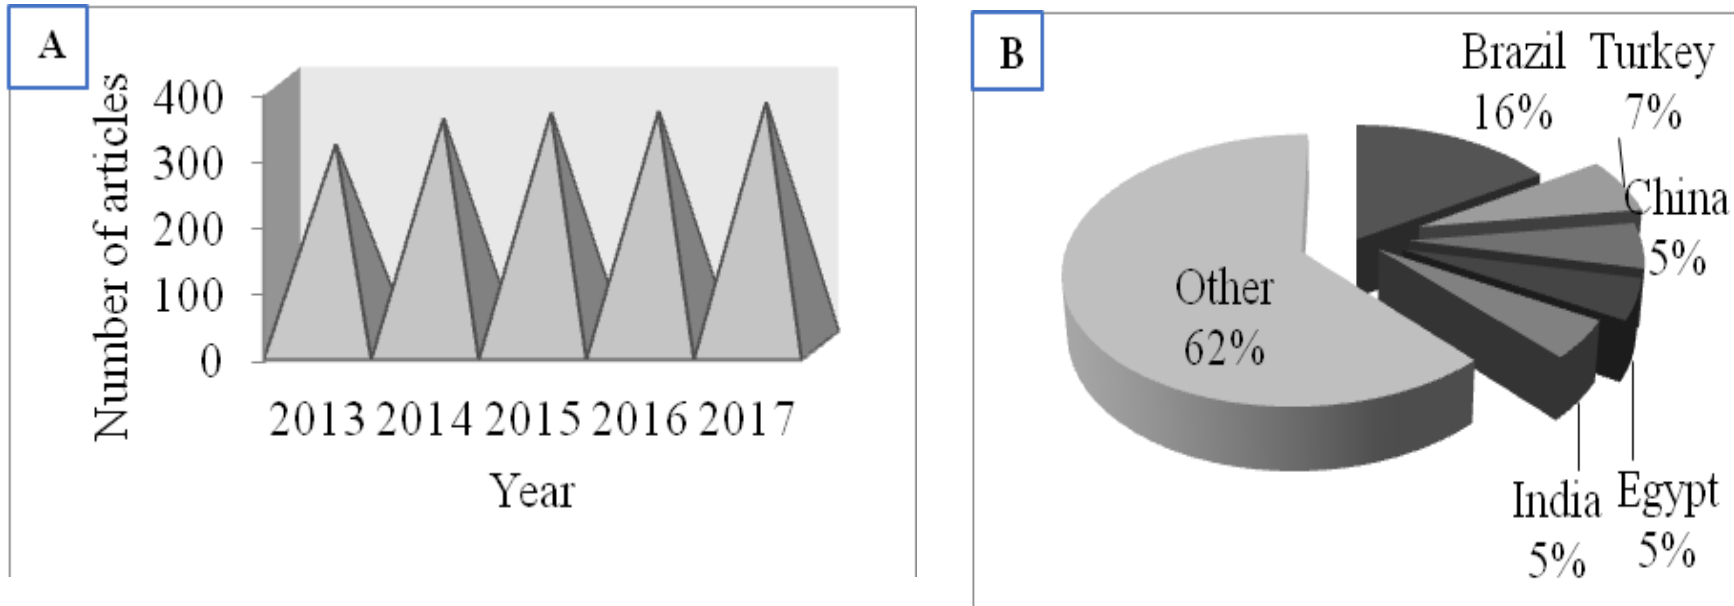 A
Number of articles
400
300
200
100
0
2013 2014 2015 2016 2017
Year
B
Brazil
16%
Turkey
7%
China
5%
Other
62%
India
5%
Egypt
5%